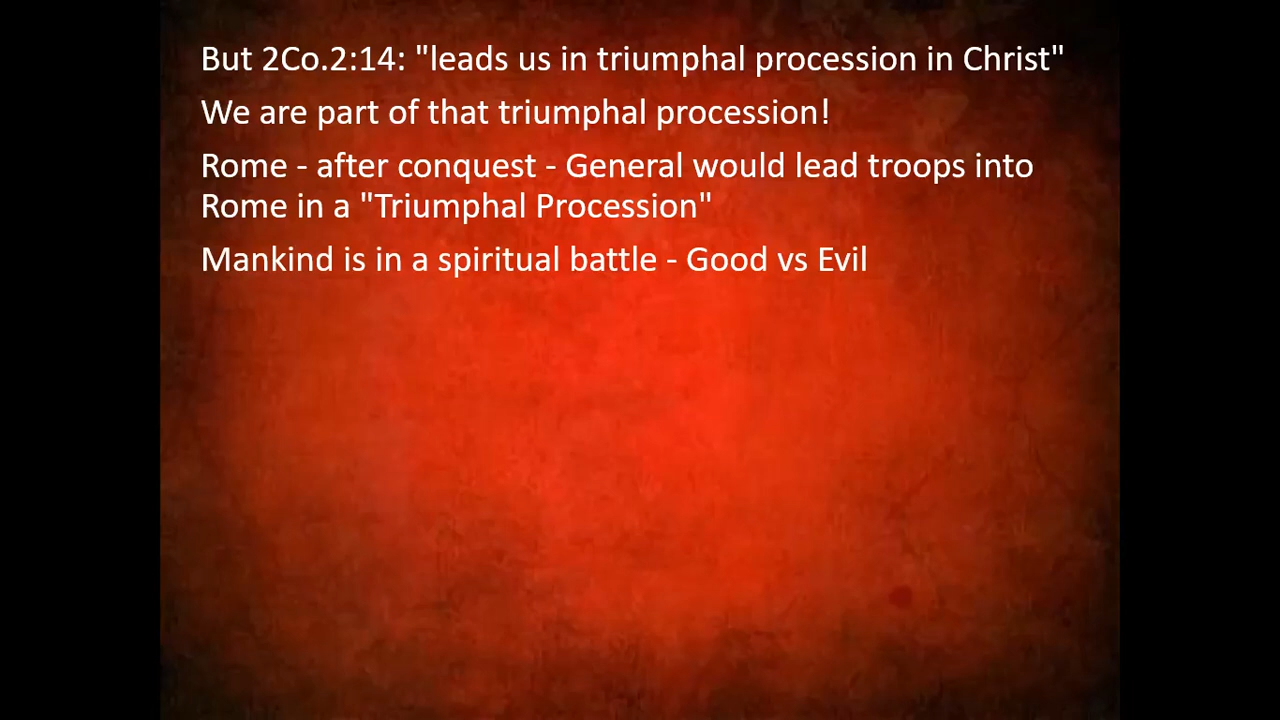 But 2Co.2:14: "leads us in triumphal procession in Christ"
We are part of that triumphal procession!
Rome - after conquest - General would lead troops into
Rome in a "Triumphal Procession"
Mankind is in a spiritual battle - Good vs Evil